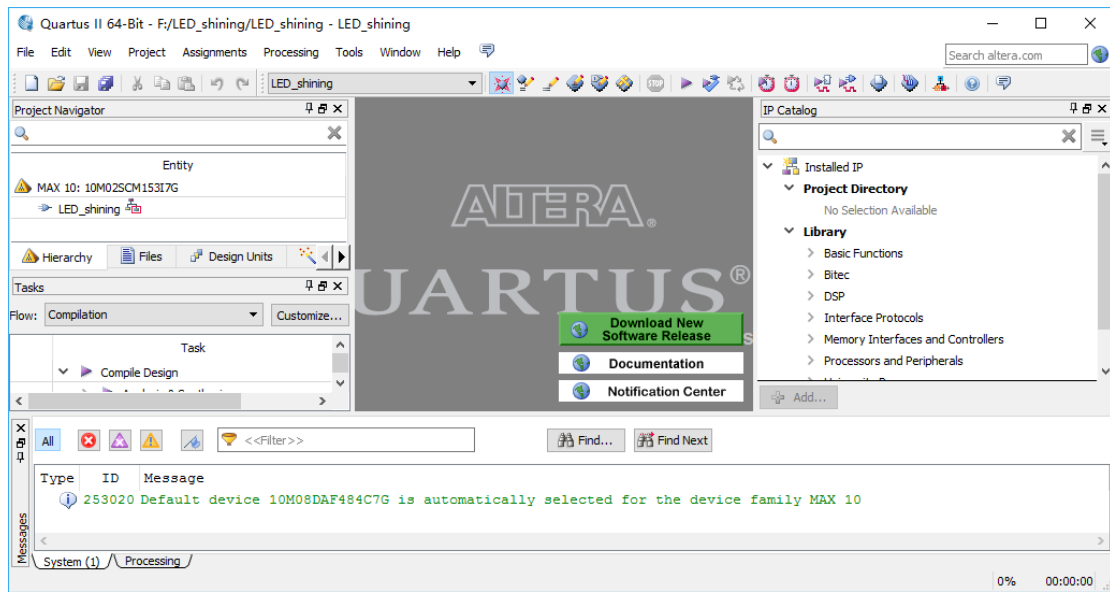 Quartus II 64-Bit - F:/LED_shining/LED_shining - LED_shining
File Edit View Project Assignments Processing Tools Window Help
Search altera.com
LED_shining
Project Navigator
Entity
MAX 10: 10M02SCM153I7G
LED_shining
Hierarchy Files Design Units
Tasks
Flow: Compilation Customize...
Task
Compile Design
ALTERA®
UARTUS®
Download New
Software Release
Documentation
Notification Center
IP Catalog
Installed IP
Project Directory
No Selection Available
Library
Basic Functions
Bitec
DSP
Interface Protocols
Memory Interfaces and Controllers
Processors and Peripherals
Add...
All <<Filter>> Find... Find Next
Type ID Message
253020 Default device 10M08DAF484C7G is automatically selected for the device family MAX 10
Messages
System (1) Processing
0% 00:00:00